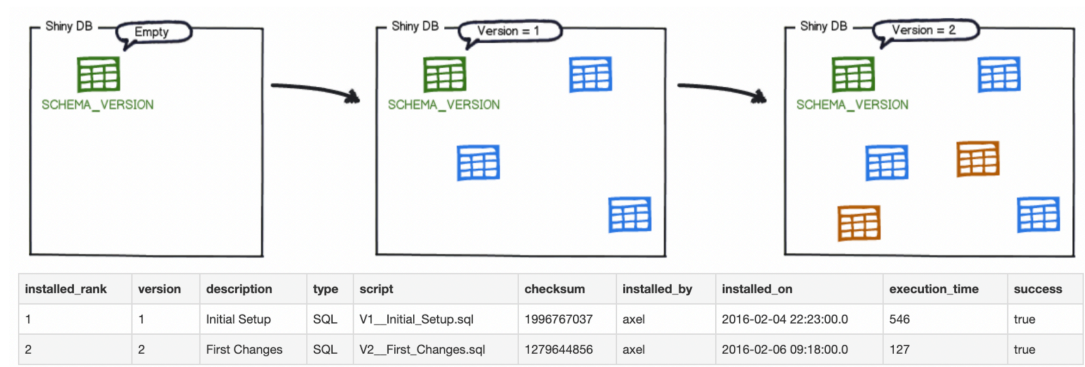 Shiny DB
Empty
SCHEMA_VERSION
Shiny DB
Version = 1
SCHEMA_VERSION
Shiny DB
Version = 2
SCHEMA_VERSION
installed_rank version description type script checksum installed_by installed_on execution_time success
1 1 Initial Setup SQL V1__Initial_Setup.sql 1996767037 axel 2016-02-04 22:23:00.0 546 true
2 2 First Changes SQL V2__First_Changes.sql 1279644856 axel 2016-02-06 09:18:00.0 127 true